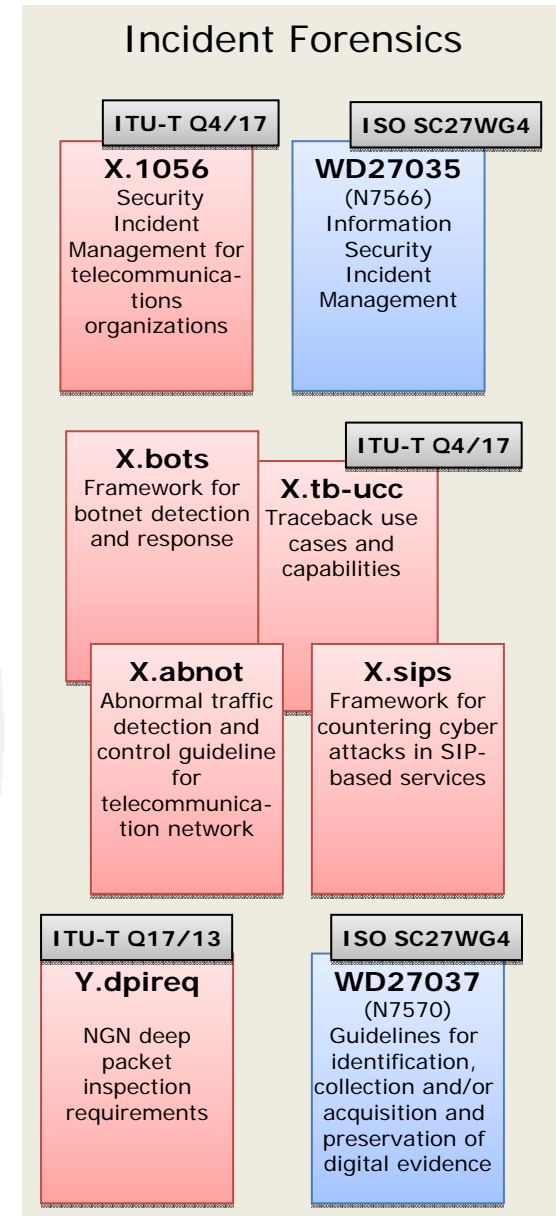 Incident Forensics
ITU-T Q4/17
X.1056
Security
Incident
Management for
telecommunica-
tions
organizations
ISO SC27WG4
WD27035
(N7566)
Information
Security
Incident
Management
ITU-T Q4/17
X.bots
Framework for
botnet detection
and response
X.tb-ucc
Traceback use
cases and
capabilities
X.abnot
Abnormal traffic
detection and
control guideline
for
telecommunica-
tion network
X.sips
Framework for
countering cyber
attacks in SIP-
based services
ITU-T Q17/13
Y.dpireq
NGN deep
packet
inspection
requirements
ISO SC27WG4
WD27037
(N7570)
Guidelines for
identification,
collection and/or
acquisition and
preservation of
digital evidence